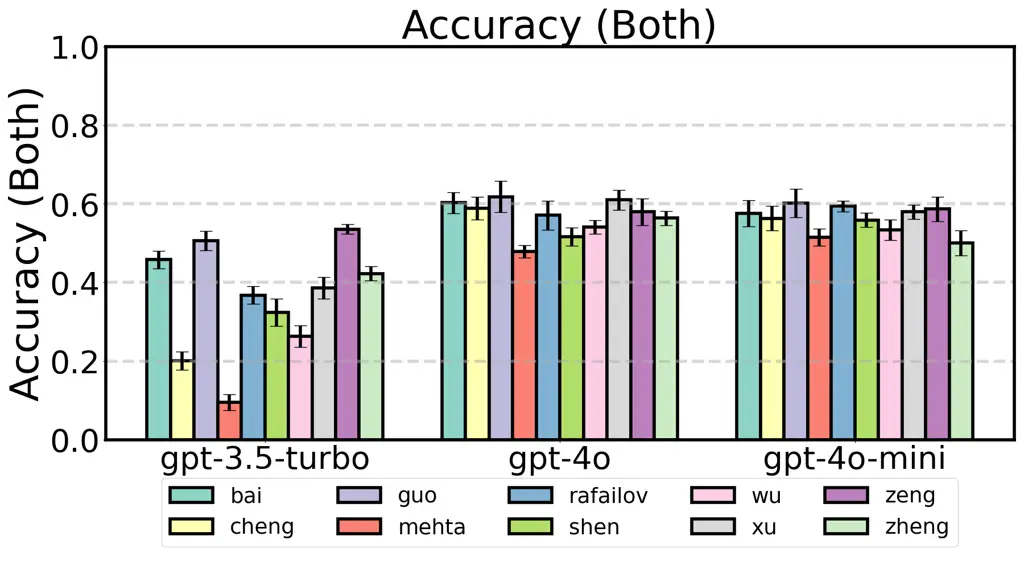 Accuracy (Both)
Accuracy (Both)
1.0
0.8
0.6
0.4
0.2
0.0
gpt-3.5-turbo gpt-4o gpt-4o-mini
bai guo rafailov wu zeng
cheng mehta shen xu zheng